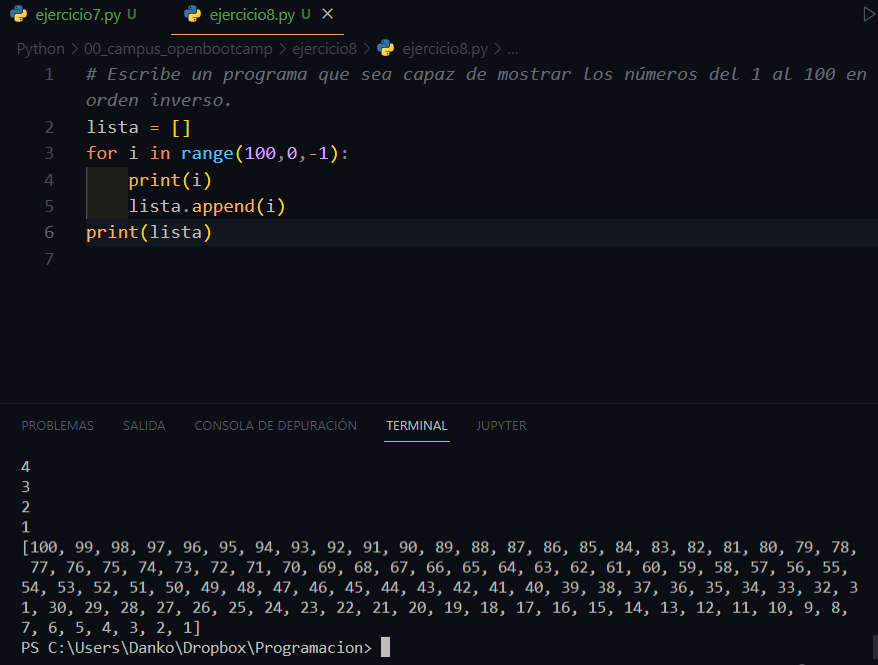 ejercicio7.py U ejercicio8.py U
Python > 00_campus_openbootcamp > ejercicio8 > ejercicio8.py > ...
1 # Escribe un programa que sea capaz de mostrar los números del 1 al 100 en
orden inverso.
2 lista = []
3 for i in range(100,0,-1):
4 print(i)
5 lista.append(i)
6 print(lista)
7
PROBLEMAS SALIDA CONSOLA DE DEPURACIÓN TERMINAL JUPYTER
4
3
2
1
[100, 99, 98, 97, 96, 95, 94, 93, 92, 91, 90, 89, 88, 87, 86, 85, 84, 83, 82, 81, 80, 79, 78,
77, 76, 75, 74, 73, 72, 71, 70, 69, 68, 67, 66, 65, 64, 63, 62, 61, 60, 59, 58, 57, 56, 55,
54, 53, 52, 51, 50, 49, 48, 47, 46, 45, 44, 43, 42, 41, 40, 39, 38, 37, 36, 35, 34, 33, 32, 3
1, 30, 29, 28, 27, 26, 25, 24, 23, 22, 21, 20, 19, 18, 17, 16, 15, 14, 13, 12, 11, 10, 9, 8,
7, 6, 5, 4, 3, 2, 1]
PS C:\Users\Danko\Dropbox\Programacion>